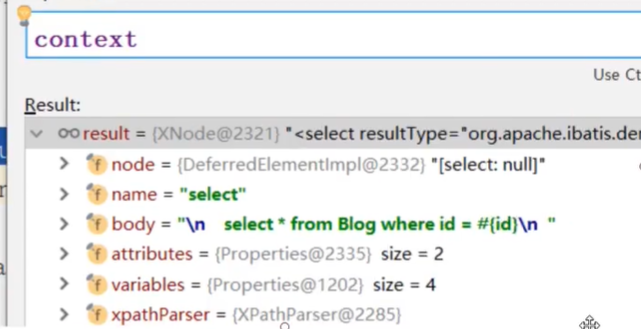 context
Use Ct
Result:
result = {XNode@2321} "<select resultType="org.apache.ibatis.der
node = {DeferredElementImpl@2332} "[select: null]"
name = "select"
body = "\n    select * from Blog where id = #{id}\n  "
attributes = {Properties@2335}  size = 2
variables = {Properties@1202}  size = 4
xpathParser = {XPathParser@2285}